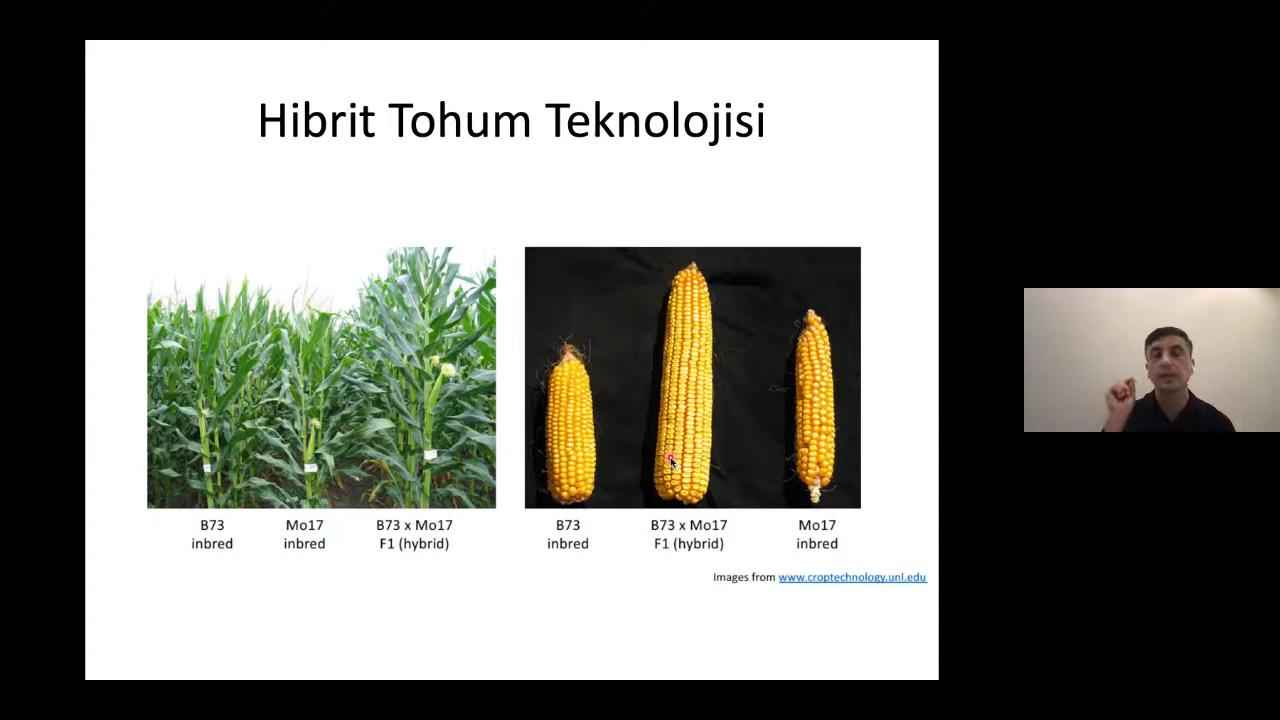 Hibrit Tohum Teknolojisi
B73
inbred
Mo17
inbred
B73 x Mo17
F1 (hybrid)
B73
inbred
B73 x Mo17
F1 (hybrid)
Mo17
inbred
Images from www.croptechnology.unl.edu